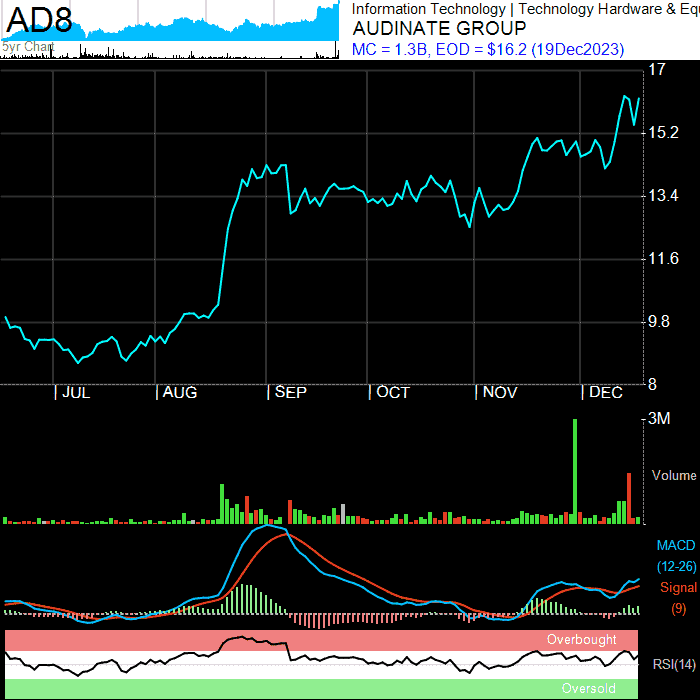 AD8
5yr Chart
Information Technology | Technology Hardware & Equ
AUDINATE GROUP
MC = 1.3B, EOD = $16.2 (19Dec2023)
17
15.2
13.4
11.6
9.8
8
| JUL | AUG | SEP | OCT | NOV | DEC
3M
Volume
MACD
(12-26)
Signal
(9)
Overbought
RSI(14)
Oversold